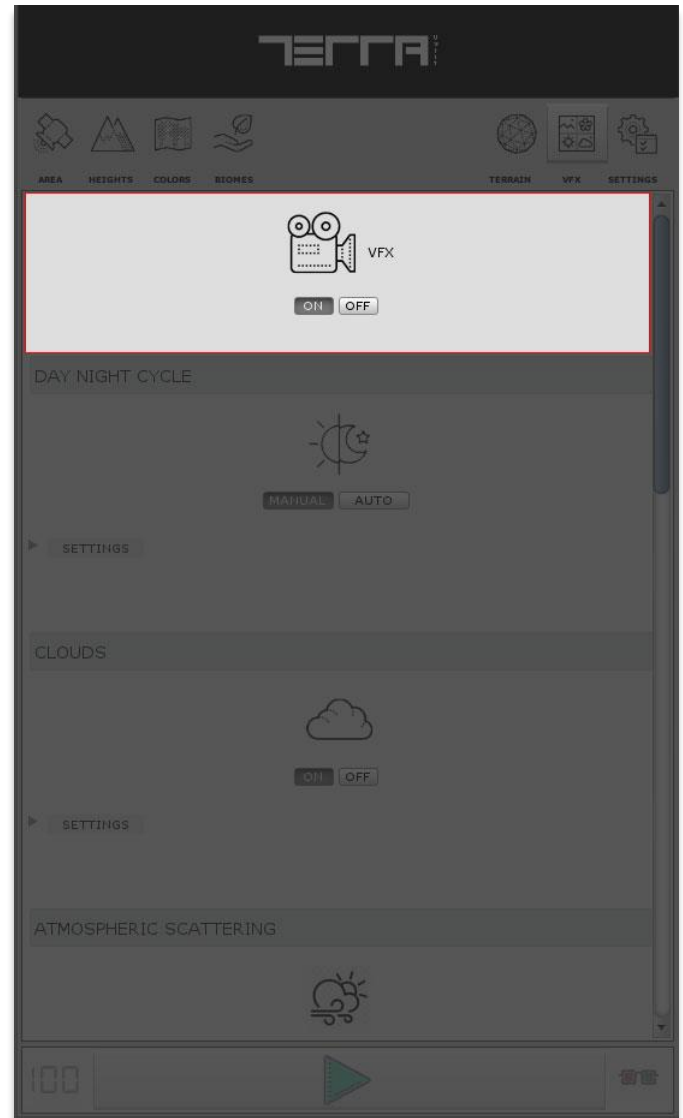 TERRA
AREA HEIGHTS COLORS BIOMES TERRAIN VFX SETTINGS
VFX
ON OFF
DAY NIGHT CYCLE
MANUAL AUTO
SETTINGS
CLOUDS
ON OFF
SETTINGS
ATMOSPHERIC SCATTERING
100